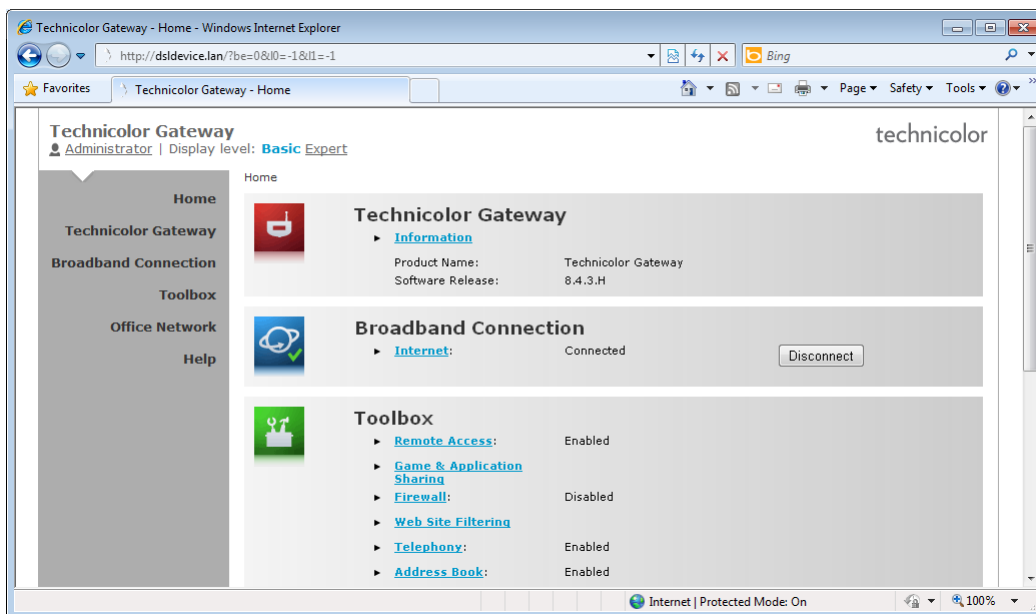 Technicolor Gateway - Home - Windows Internet Explorer
http://dsldevice.lan/?be=0&l0=-1&l1=-1
Bing
Favorites
Technicolor Gateway - Home
Page
Safety
Tools
Technicolor Gateway
technicolor
Administrator | Display level: Basic Expert
Home
Home
Technicolor Gateway
Broadband Connection
Toolbox
Office Network
Help
Technicolor Gateway
Information
Product Name: Technicolor Gateway
Software Release: 8.4.3.H
Broadband Connection
Internet: Connected
Disconnect
Toolbox
Remote Access: Enabled
Game & Application
Sharing
Firewall: Disabled
Web Site Filtering
Telephony: Enabled
Address Book: Enabled
Internet | Protected Mode: On
100%